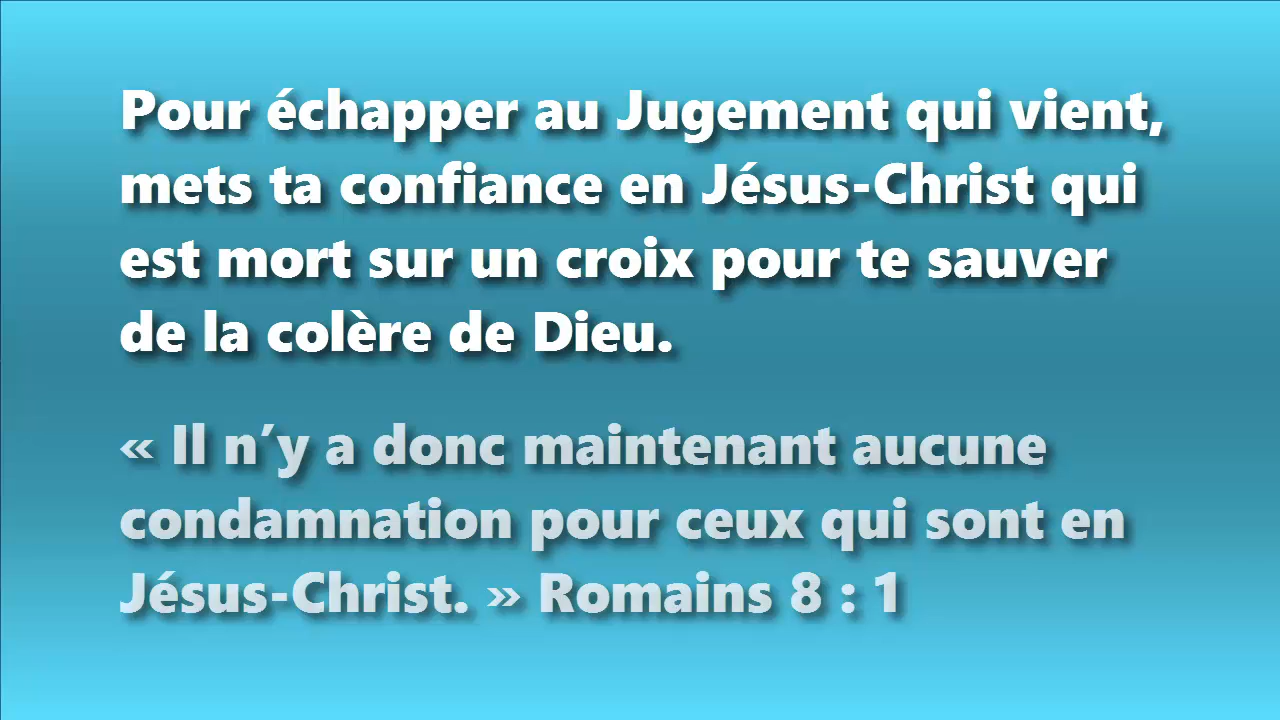 Pour échapper au Jugement qui vient,
mets ta confiance en Jésus-Christ qui
est mort sur un croix pour te sauver
de la colère de Dieu.
« Il n’y a donc maintenant aucune
condamnation pour ceux qui sont en
Jésus-Christ. » Romains 8 : 1